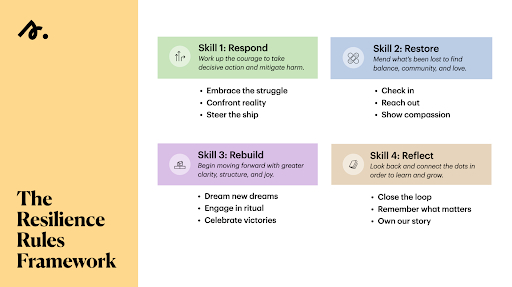 The
Resilience
Rules
Framework
Skill 1: Respond
Work up the courage to take
decisive action and mitigate harm.
• Embrace the struggle
• Confront reality
• Steer the ship
Skill 2: Restore
Mend what's been lost to find
balance, community, and love.
• Check in
• Reach out
• Show compassion
Skill 3: Rebuild
Begin moving forward with greater
clarity, structure, and joy.
• Dream new dreams
• Engage in ritual
• Celebrate victories
Skill 4: Reflect
Look back and connect the dots in
order to learn and grow.
• Close the loop
• Remember what matters
• Own our story